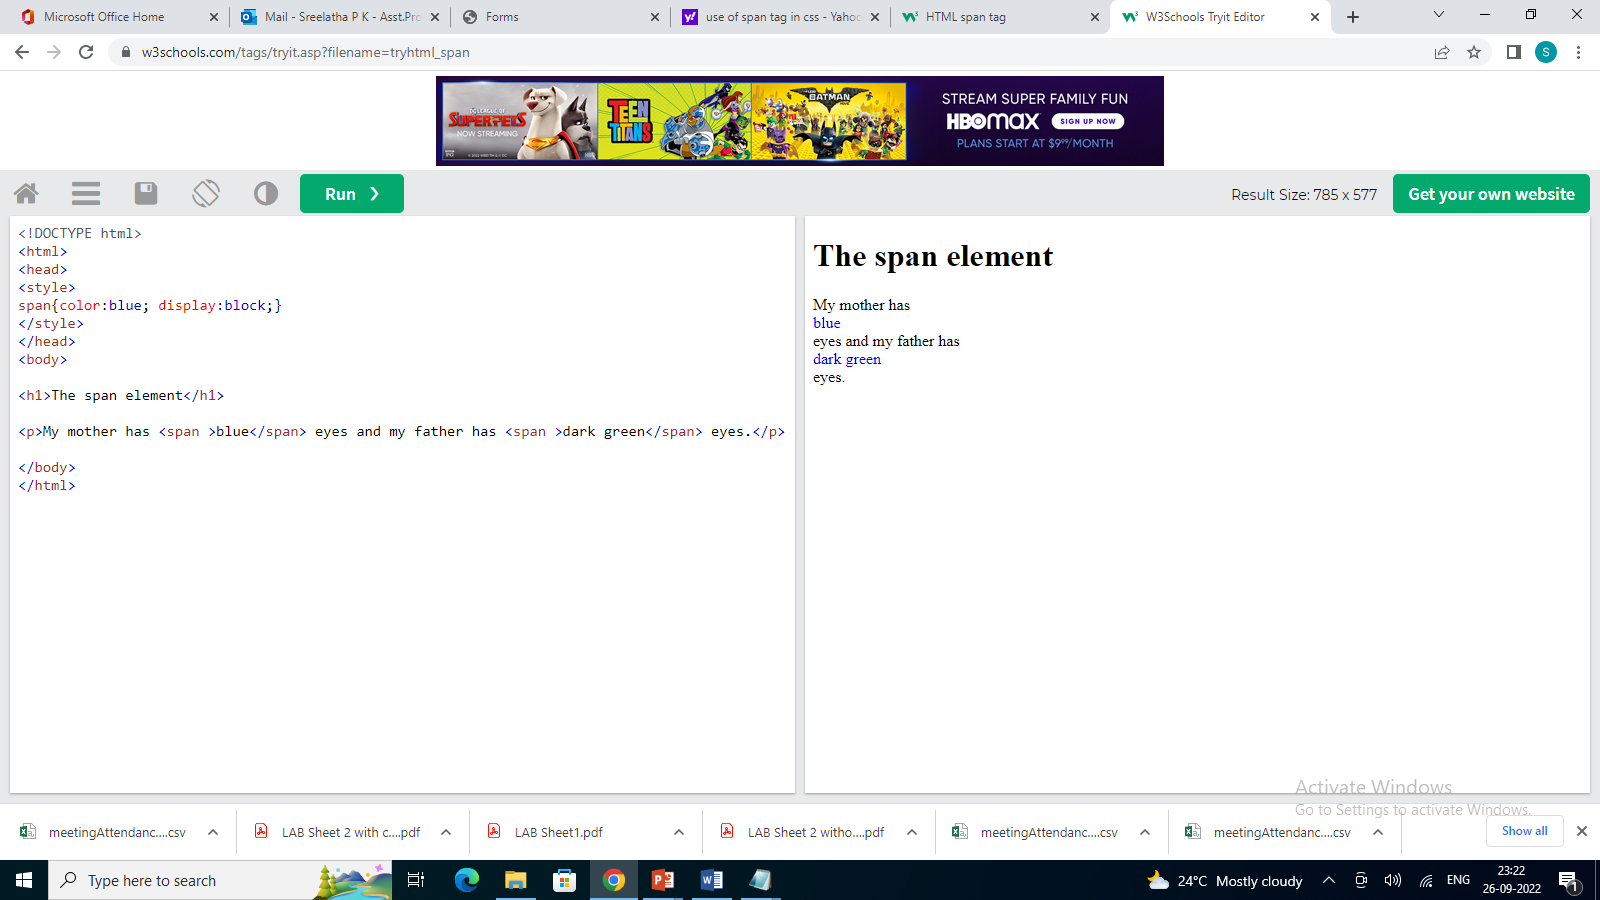 Microsoft Office Home
Mail - Sreelatha P K - Asst.Pro
Forms
use of span tag in css - Yahoo
HTML span tag
W3Schools Tryit Editor
w3schools.com/tags/tryit.asp?filename=tryhtml_span
S
DC LEAGUE OF
SUPER-PETS
NOW STREAMING
TEEN TITANS
BATMAN
STREAM SUPER FAMILY FUN
HBOMAX SIGN UP NOW
PLANS START AT $9.99/MONTH
Run ❯
Result Size: 785 x 577
Get your own website
<!DOCTYPE html>
<html>
<head>
<style>
span{color:blue; display:block;}
</style>
</head>
<body>
<h1>The span element</h1>
<p>My mother has <span >blue</span> eyes and my father has <span >dark green</span> eyes.</p>
</body>
</html>
The span element
My mother has
blue
eyes and my father has
dark green
eyes.
Activate Windows
Go to Settings to activate Windows.
meetingAttendanc....csv
LAB Sheet 2 with c....pdf
LAB Sheet1.pdf
LAB Sheet 2 witho....pdf
meetingAttendanc....csv
meetingAttendanc....csv
Show all
Type here to search
24°C Mostly cloudy
ENG
23:22
26-09-2022
1